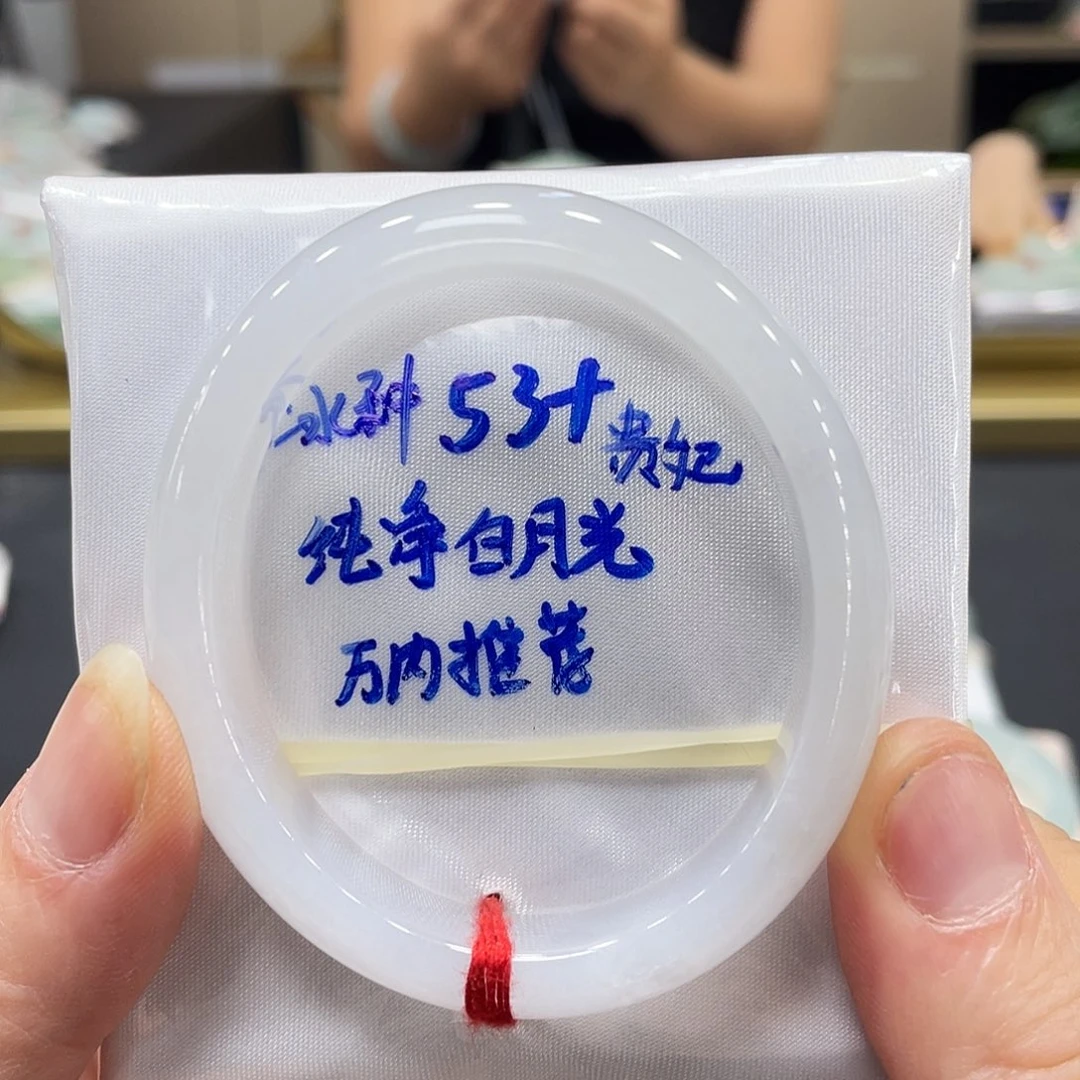 冰种 53+ 贵妃
纯净白月光
万内推荐